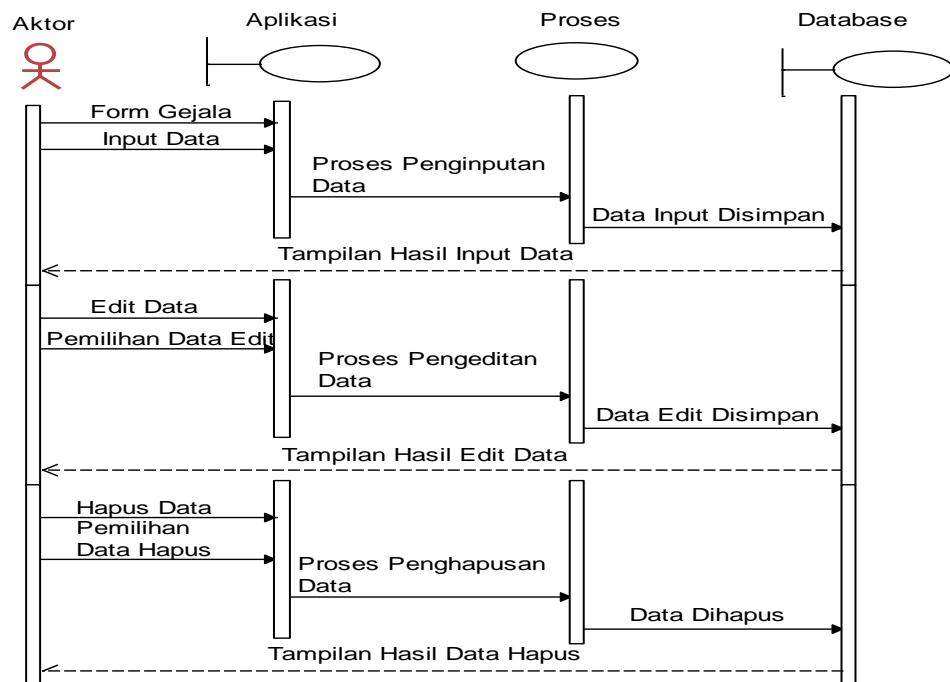 Aktor
Aplikasi
Proses
Database
Form Gejala
Input Data
Proses Penginputan
Data
Data Input Disimpan
Tampilan Hasil Input Data
Edit Data
Pemilihan Data Edit
Proses Pengeditan
Data
Data Edit Disimpan
Tampilan Hasil Edit Data
Hapus Data
Pemilihan
Data Hapus
Proses Penghapusan
Data
Data Dihapus
Tampilan Hasil Data Hapus